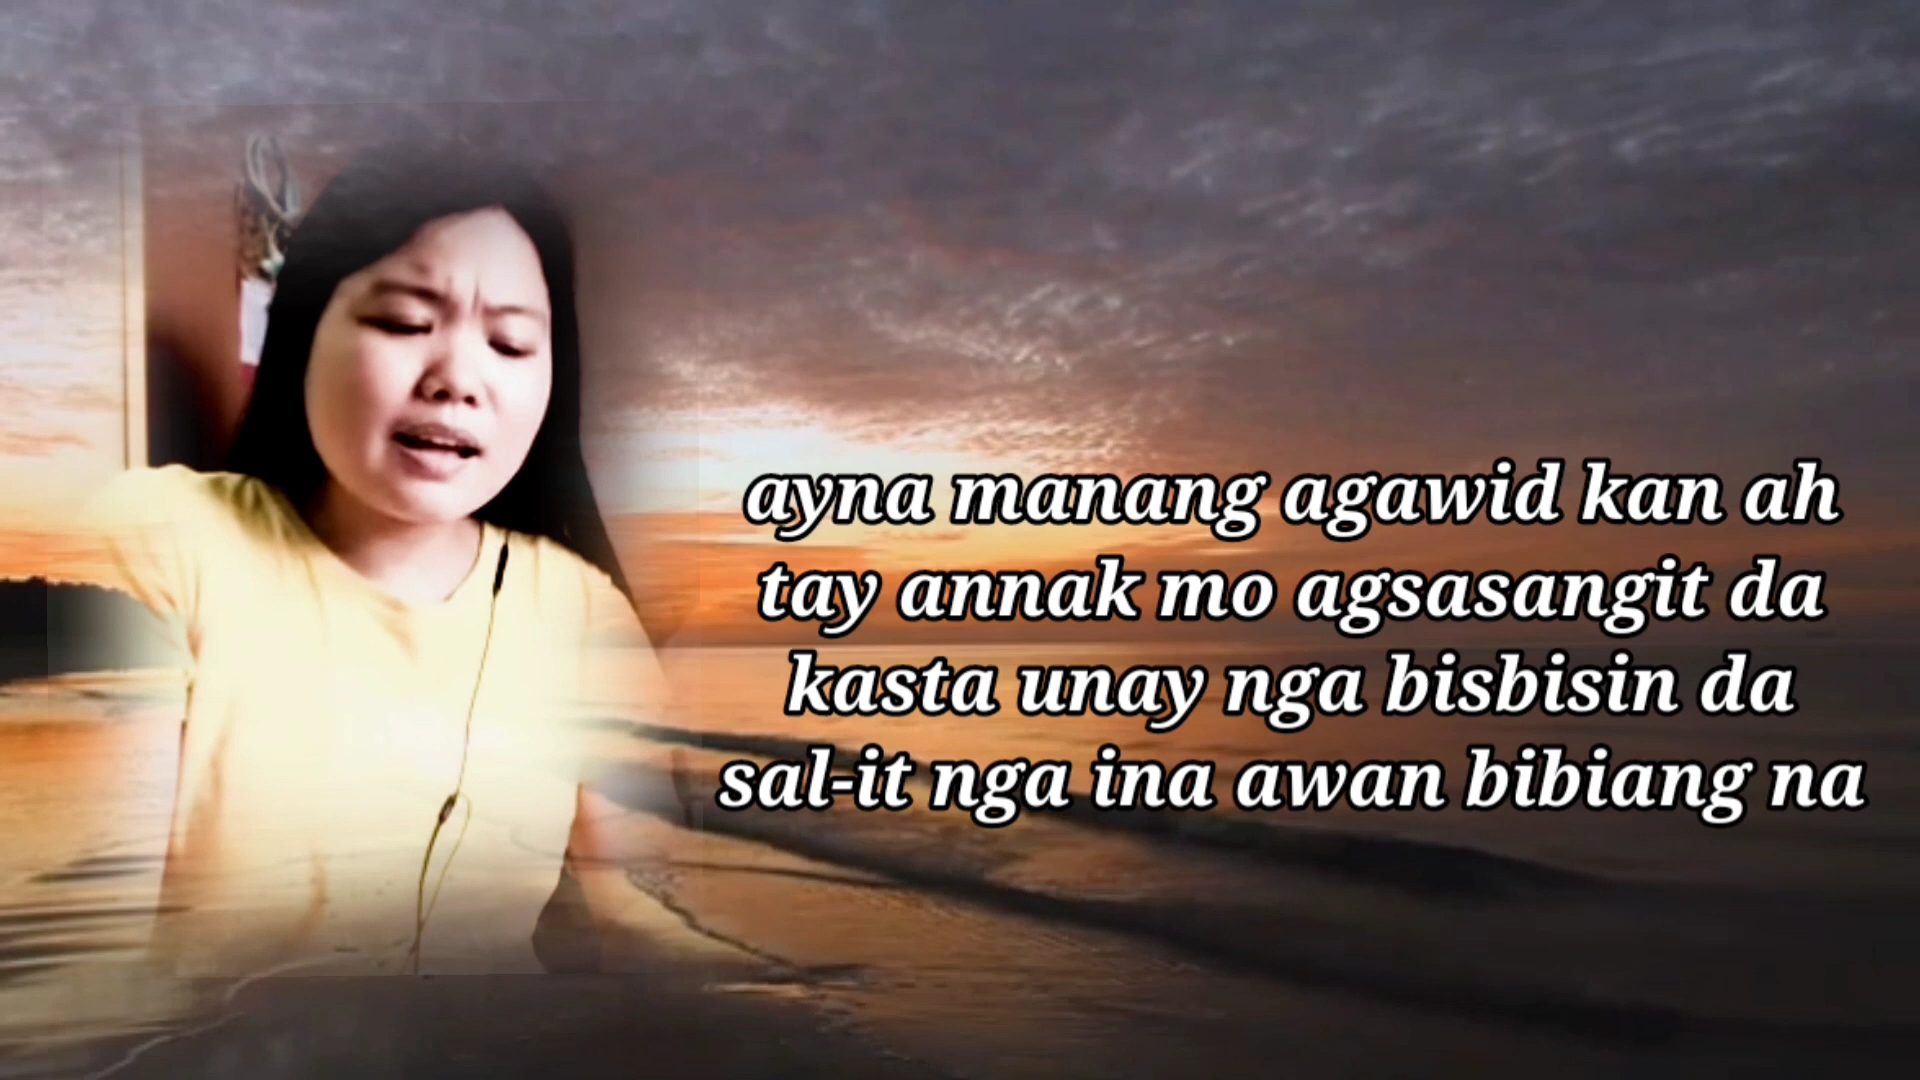 ayna manang agawid kan ah
tay annak mo agsasangit da
kasta unay nga bisbisin da
sal-it nga ina awan bibiang na